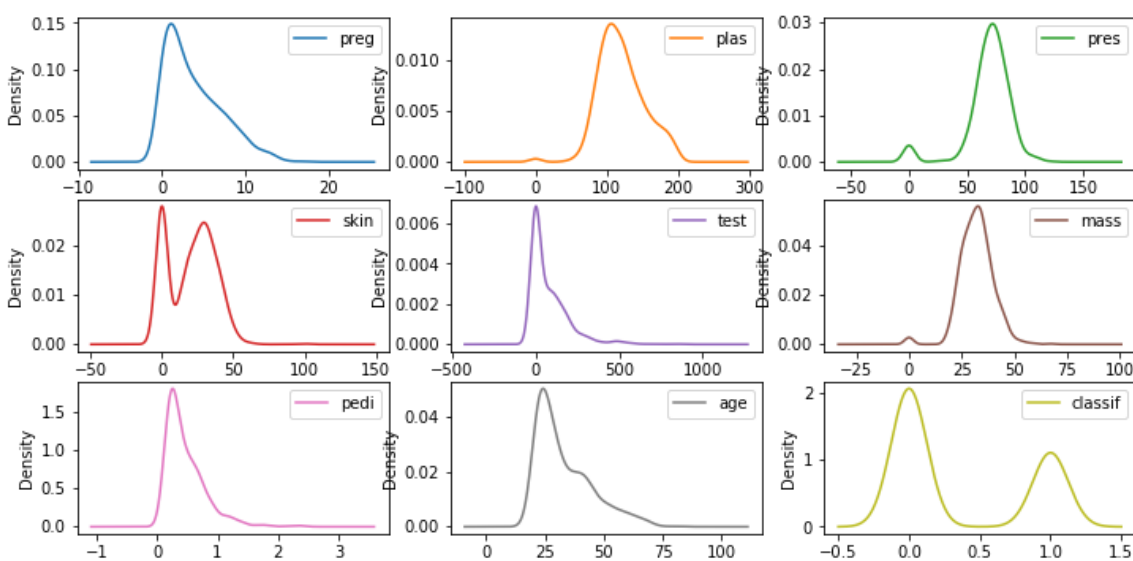 0.15
0.10
0.05
0.00
Density
preg
−10 0 10 20
0.010
0.005
0.000
Density
plas
−100 0 100 200 300
0.03
0.02
0.01
0.00
Density
pres
−50 0 50 100 150
0.02
0.01
0.00
Density
skin
−50 0 50 100 150
0.006
0.004
0.002
0.000
Density
test
−500 0 500 1000
0.04
0.02
0.00
Density
mass
−25 0 25 50 75 100
1.5
1.0
0.5
0.0
Density
pedi
−1 0 1 2 3
0.04
0.02
0.00
Density
age
0 25 50 75 100
2
1
0
Density
classif
−0.5 0.0 0.5 1.0 1.5